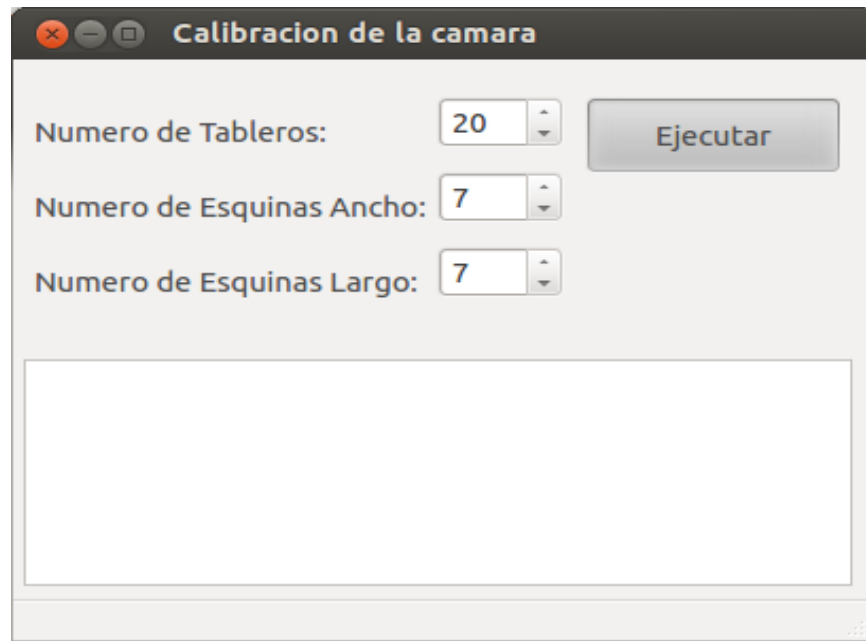 Calibracion de la camara
Numero de Tableros: 20 Ejecutar
Numero de Esquinas Ancho: 7
Numero de Esquinas Largo: 7